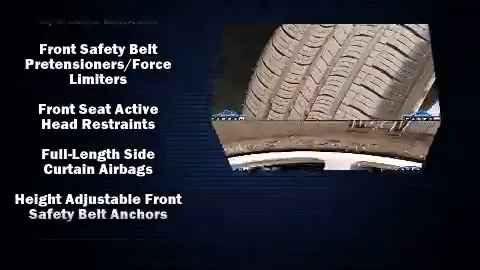 Front Safety Belt
Pretensioners/Force
Limiters
Front Seat Active
Head Restraints
Full-Length Side
Curtain Airbags
Height Adjustable Front
Safety Belt Anchors